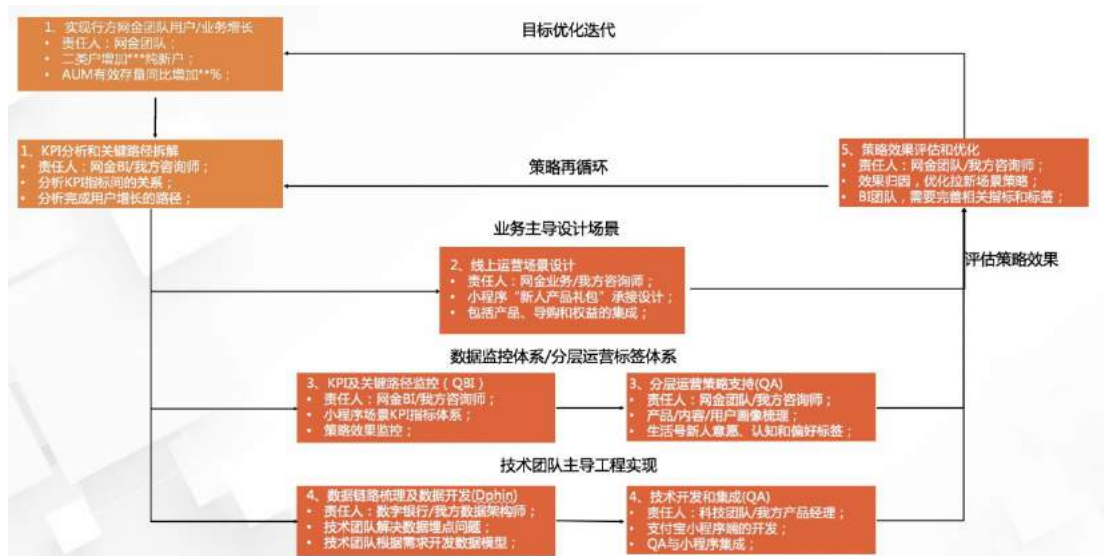 1、实现行方网金团队用户/业务增长
• 责任人：网金团队；
• 二类户增加***纯新户；
• AUM有效存量同比增加**%；
目标优化迭代
1、KPI分析和关键路径拆解
• 责任人：网金BI/我方咨询师；
• 分析KPI指标间的关系；
• 分析完成用户增长的路径；
策略再循环
5、策略效果评估和优化
• 责任人：网金团队/我方咨询师；
• 效果归因，优化拉新场景策略；
• BI团队，需要完善相关指标和标签；
业务主导设计场景
2、线上运营场景设计
• 责任人：网金业务/我方咨询师；
• 小程序“新人产品礼包”承接设计；
• 包括产品、导购和权益的集成；
评估策略效果
数据监控体系/分层运营标签体系
3、KPI及关键路径监控（QBI）
• 责任人：网金BI/我方咨询师；
• 小程序场景KPI指标体系；
• 策略效果监控；
3、分层运营策略支持(QA)
• 责任人：网金团队/我方咨询师；
• 产品/内容/用户画像梳理；
• 生活号新人意愿、认知和偏好标签；
技术团队主导工程实现
4、数据链路梳理及数据开发(Dphin)
• 责任人：数字银行/我方数据架构师；
• 技术团队解决数据埋点问题；
• 技术团队根据需求开发数据模型；
4、技术开发和集成(QA)
• 责任人：科技团队/我方产品经理；
• 支付宝小程序端的开发；
• QA与小程序集成；